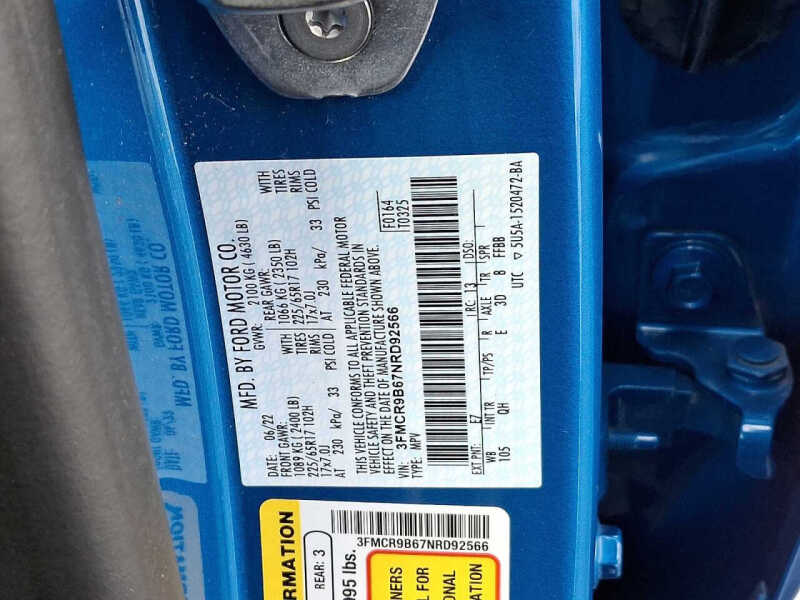 MFD. BY FORD MOTOR CO.
DATE: 06/22 GVWR: 2100 KG ( 4630 LB)
FRONT GAWR: REAR GAWR: WITH
1089 KG ( 2400 LB) 1066 KG ( 2350 LB) TIRES
225/65R17 102H TIRES 225/65R17 102H RIMS
17x7.0J RIMS 17x7.0J
AT 230 kPa/ 33 PSI COLD AT 230 kPa/ 33 PSI COLD
THIS VEHICLE CONFORMS TO ALL APPLICABLE FEDERAL MOTOR
VEHICLE SAFETY AND THEFT PREVENTION STANDARDS IN
EFFECT ON THE DATE OF MANUFACTURE SHOWN ABOVE.
VIN: 3FMCR9B67NRD92566 F0164
TYPE: MPV T0325
EXT PNT: E7 RC: 13 DSO:
WB INT TR TP/PS R AXLE TR SPR
105 QH E 3D 8 FFBB
UTC ▽ 5U5A-1520472-BA
REAR: 3
3FMCR9B67NRD92566